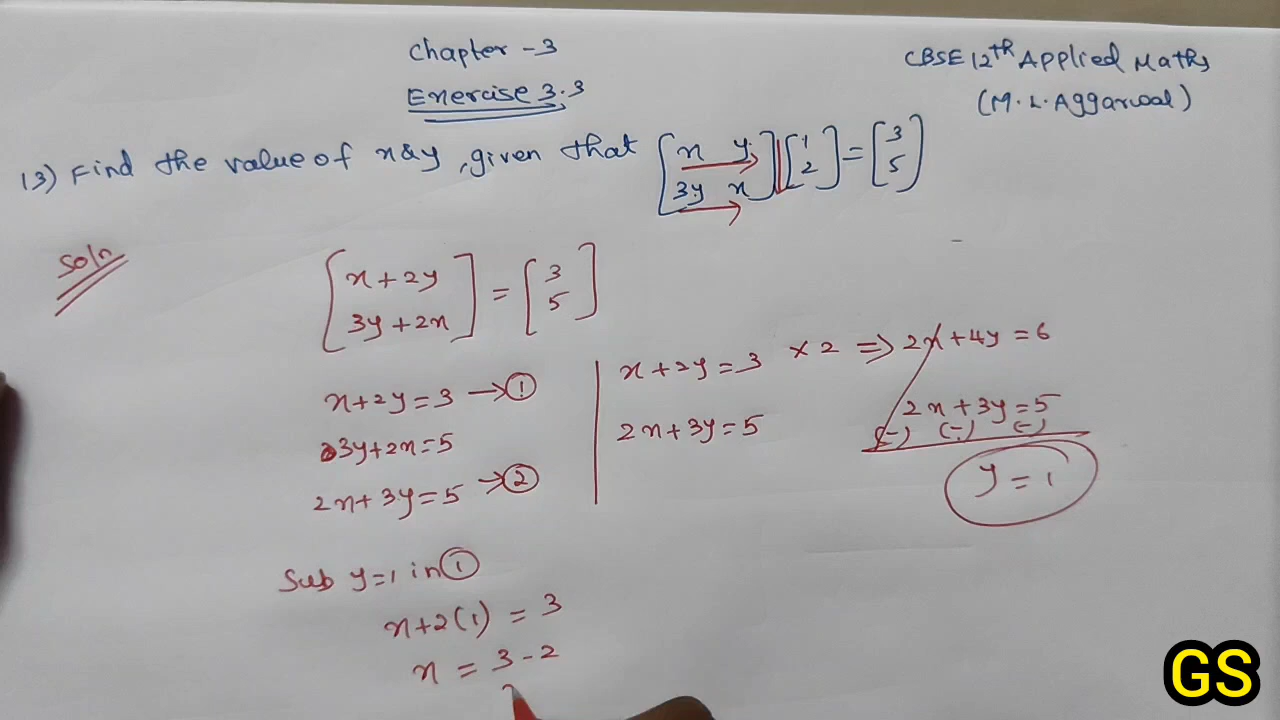 Chapter - 3
Exercise 3.3
CBSE 12th Applied Maths
(M. L. Aggarwal)
13) Find the value of x & y, given that [x y; 3y x] [1; 2] = [3; 5]
Soln
[x + 2y; 3y + 2x] = [3; 5]
x + 2y = 3 → ①
3y + 2x = 5
2x + 3y = 5 → ②
x + 2y = 3 × 2 ⇒ 2x + 4y = 6
2x + 3y = 5
2x + 3y = 5
(-) (-) (-)
y = 1
Sub y = 1 in ①
x + 2(1) = 3
x = 3 - 2
GS